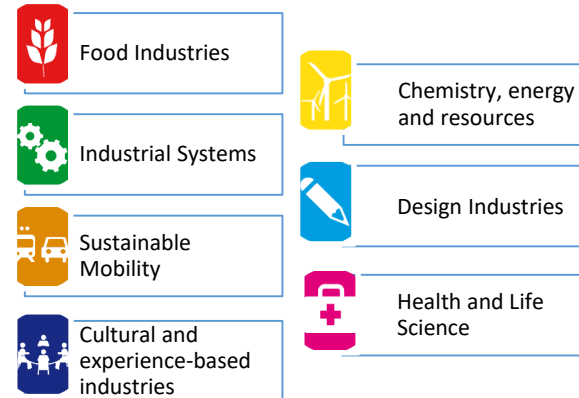 Food Industries
Industrial Systems
Sustainable
Mobility
Cultural and
experience-based
industries
Chemistry, energy
and resources
Design Industries
Health and Life
Science